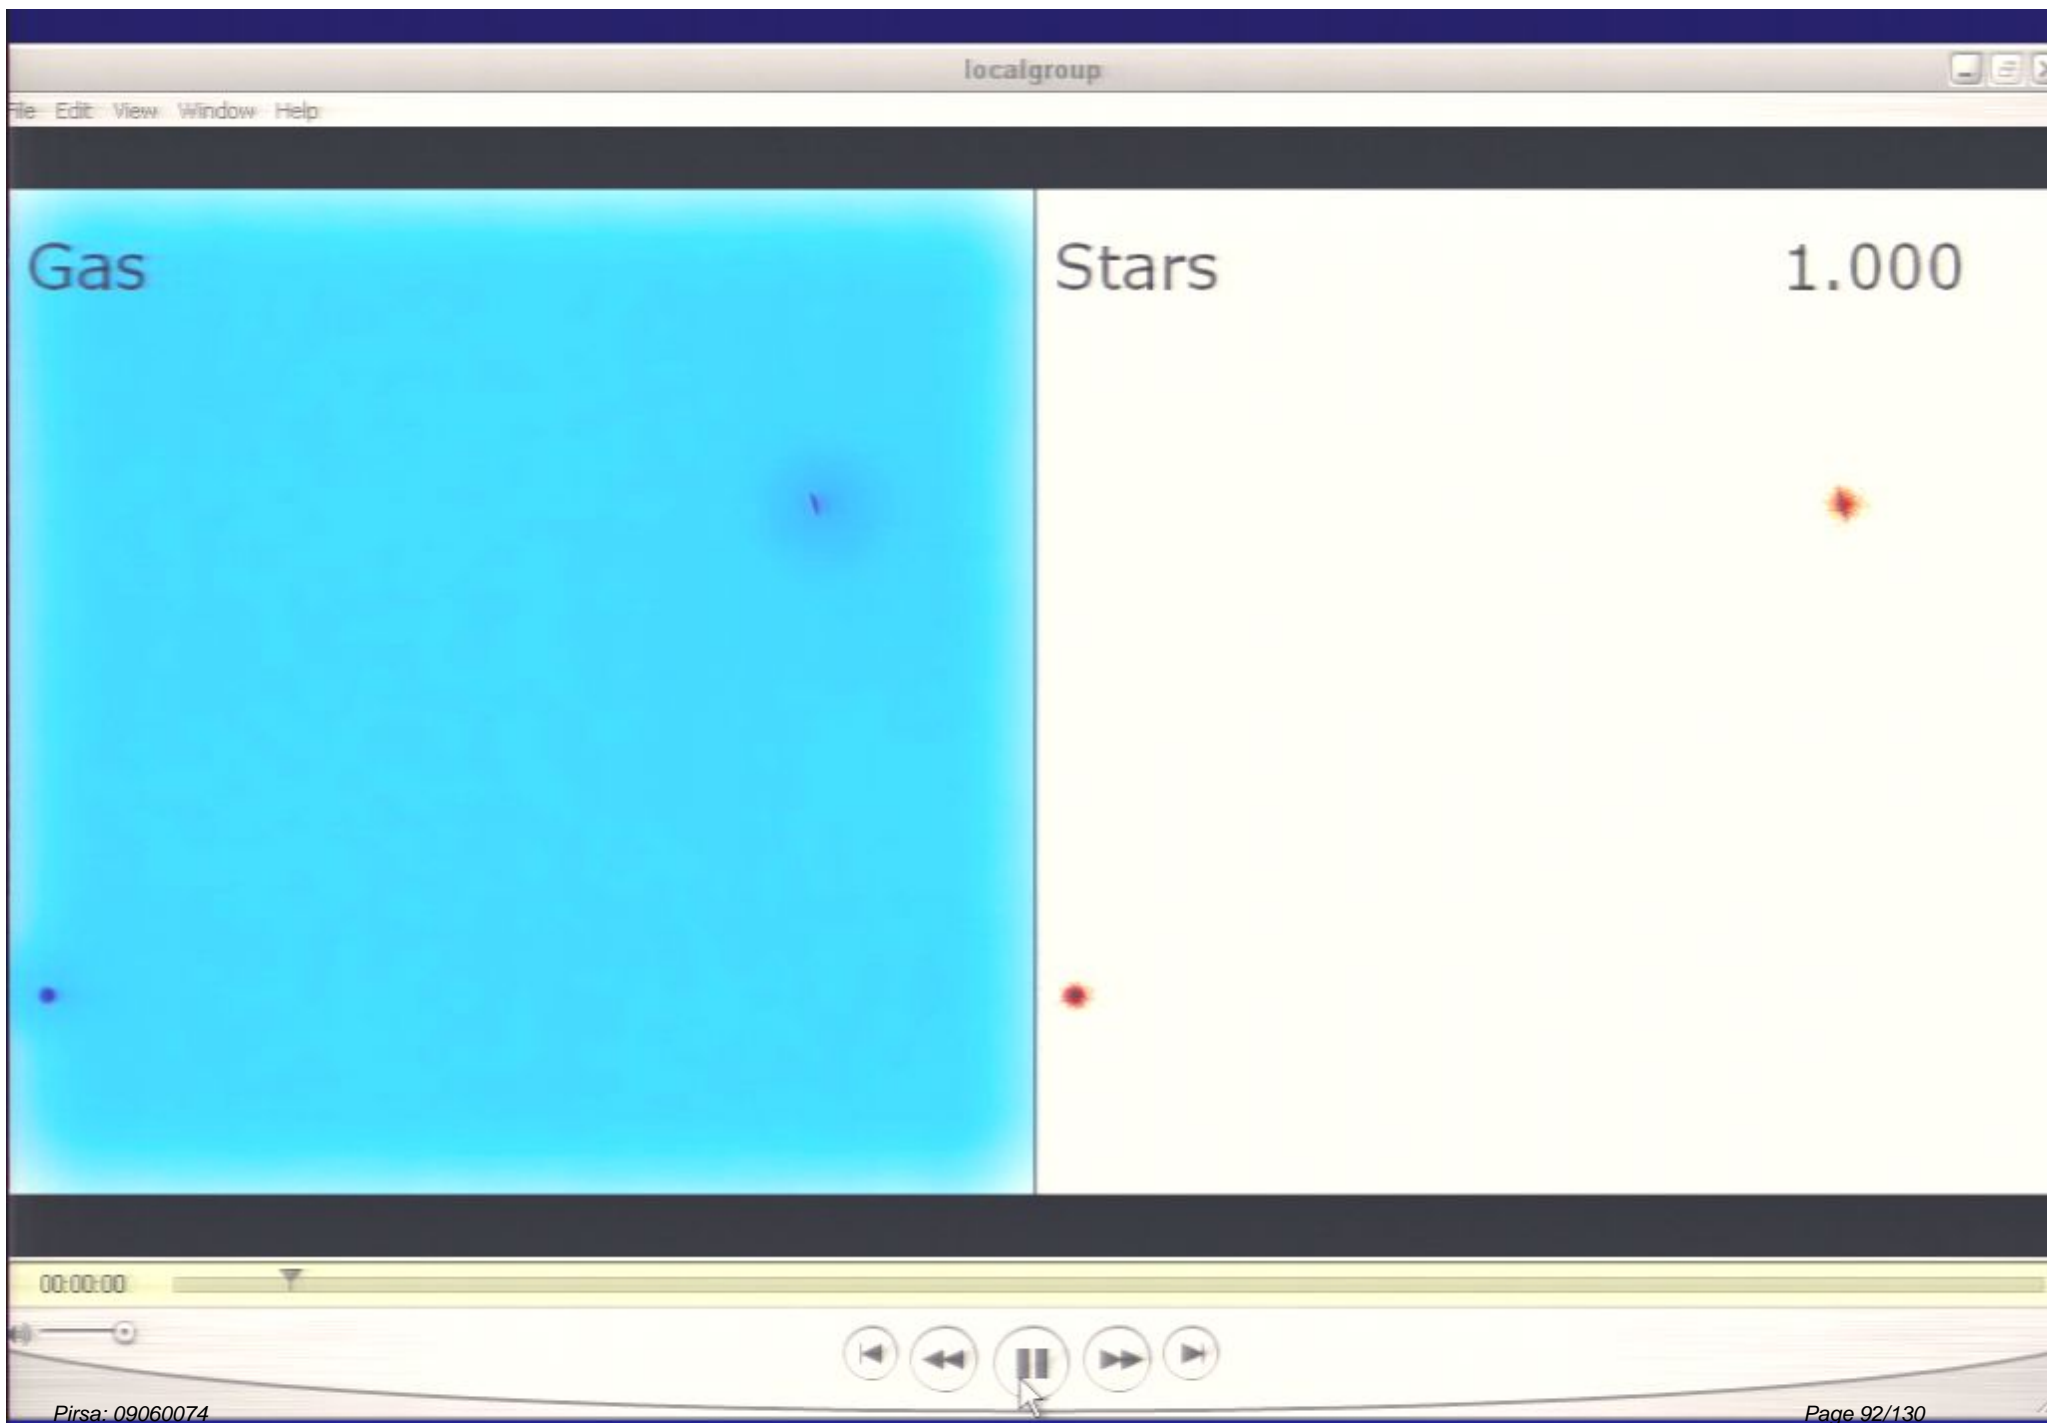 localgroup
File Edit View Window Help
Gas
Stars
1.000
00:00:00
Pirsa: 09060074
Page 92/130